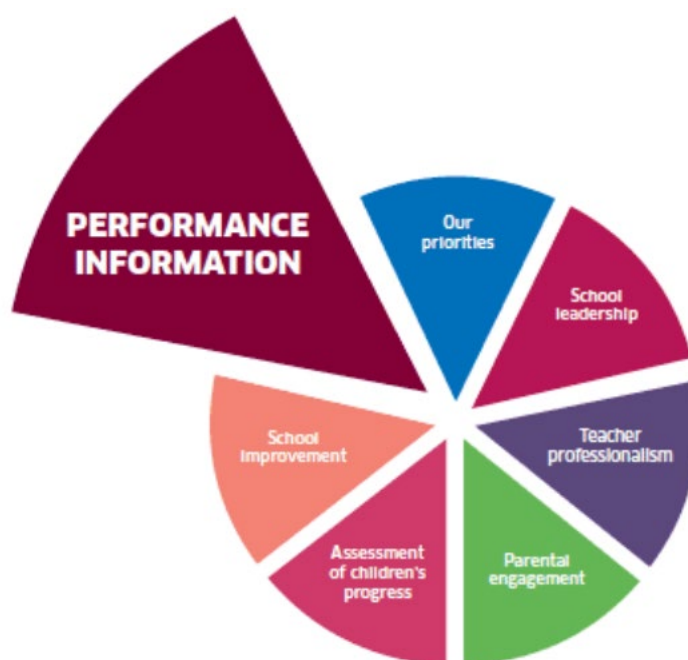 PERFORMANCE
INFORMATION
Our
priorities
School
leadership
Teacher
professionalism
Parental
engagement
Assessment
of children's
progress
School
improvement